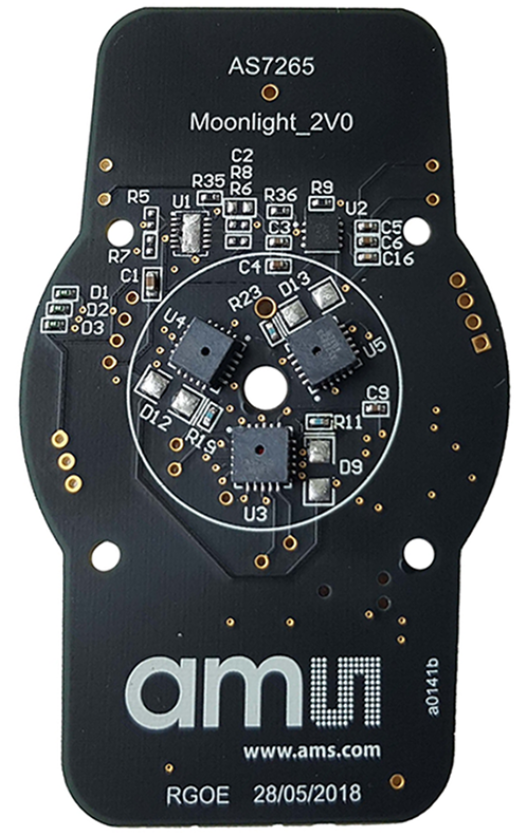 AS7265
Moonlight_2V0
C2
R8
R6
R35
R5
U1
R36
R9
U2
C3
C5
C6
C16
R7
C4
C1
D1
D2
D3
R23
D13
U4
U5
D12
R19
C9
R11
D9
U3
ams
www.ams.com
a0141b
RGOE 28/05/2018